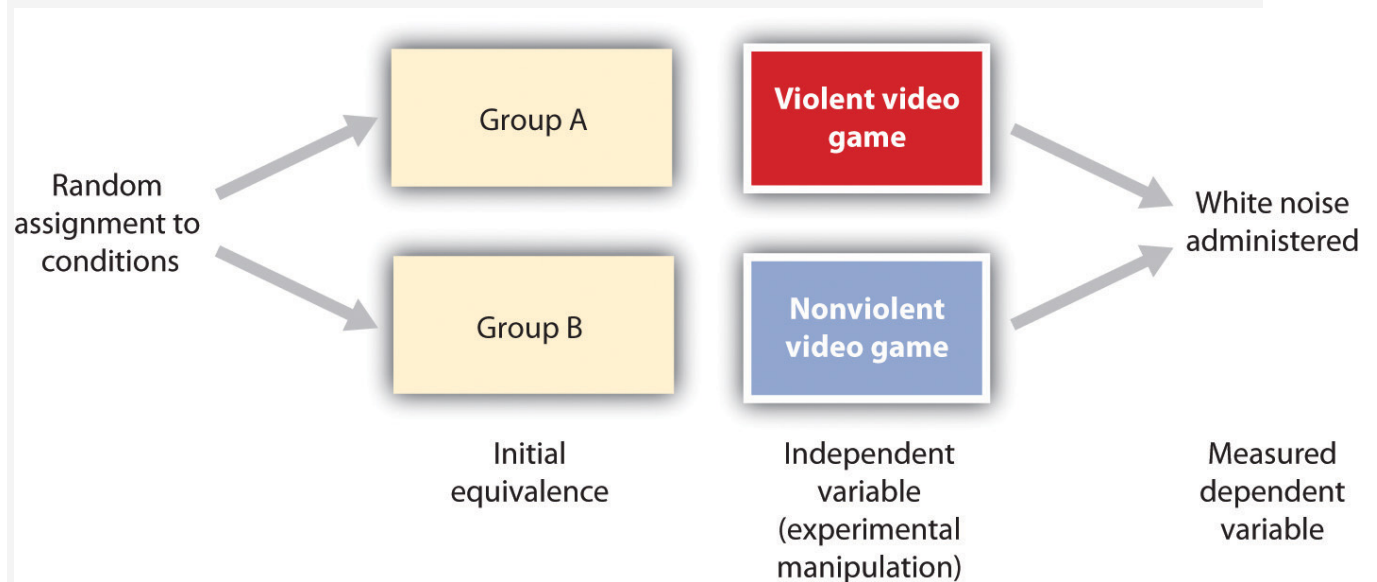 Random
assignment to
conditions
Group A
Group B
Initial
equivalence
Violent video
game
Nonviolent
video game
Independent
variable
(experimental
manipulation)
White noise
administered
Measured
dependent
variable